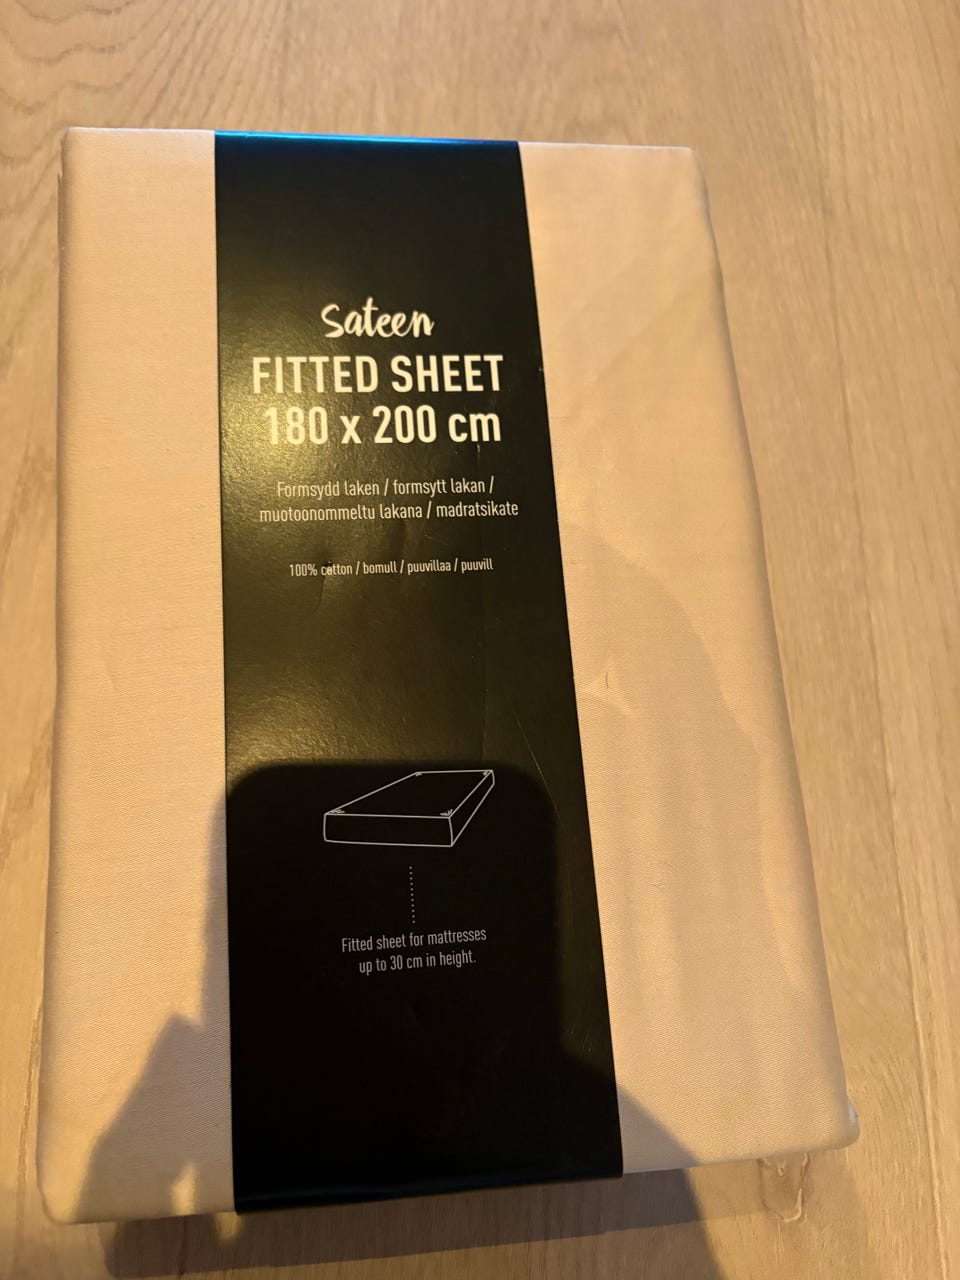 Sateen
FITTED SHEET
180 x 200 cm
Formsydd laken / formsytt lakan /
muotoonommeltu lakana / madratsikate
100% cotton / bomull / puuvillaa / puuvill
Fitted sheet for mattresses
up to 30 cm in height.